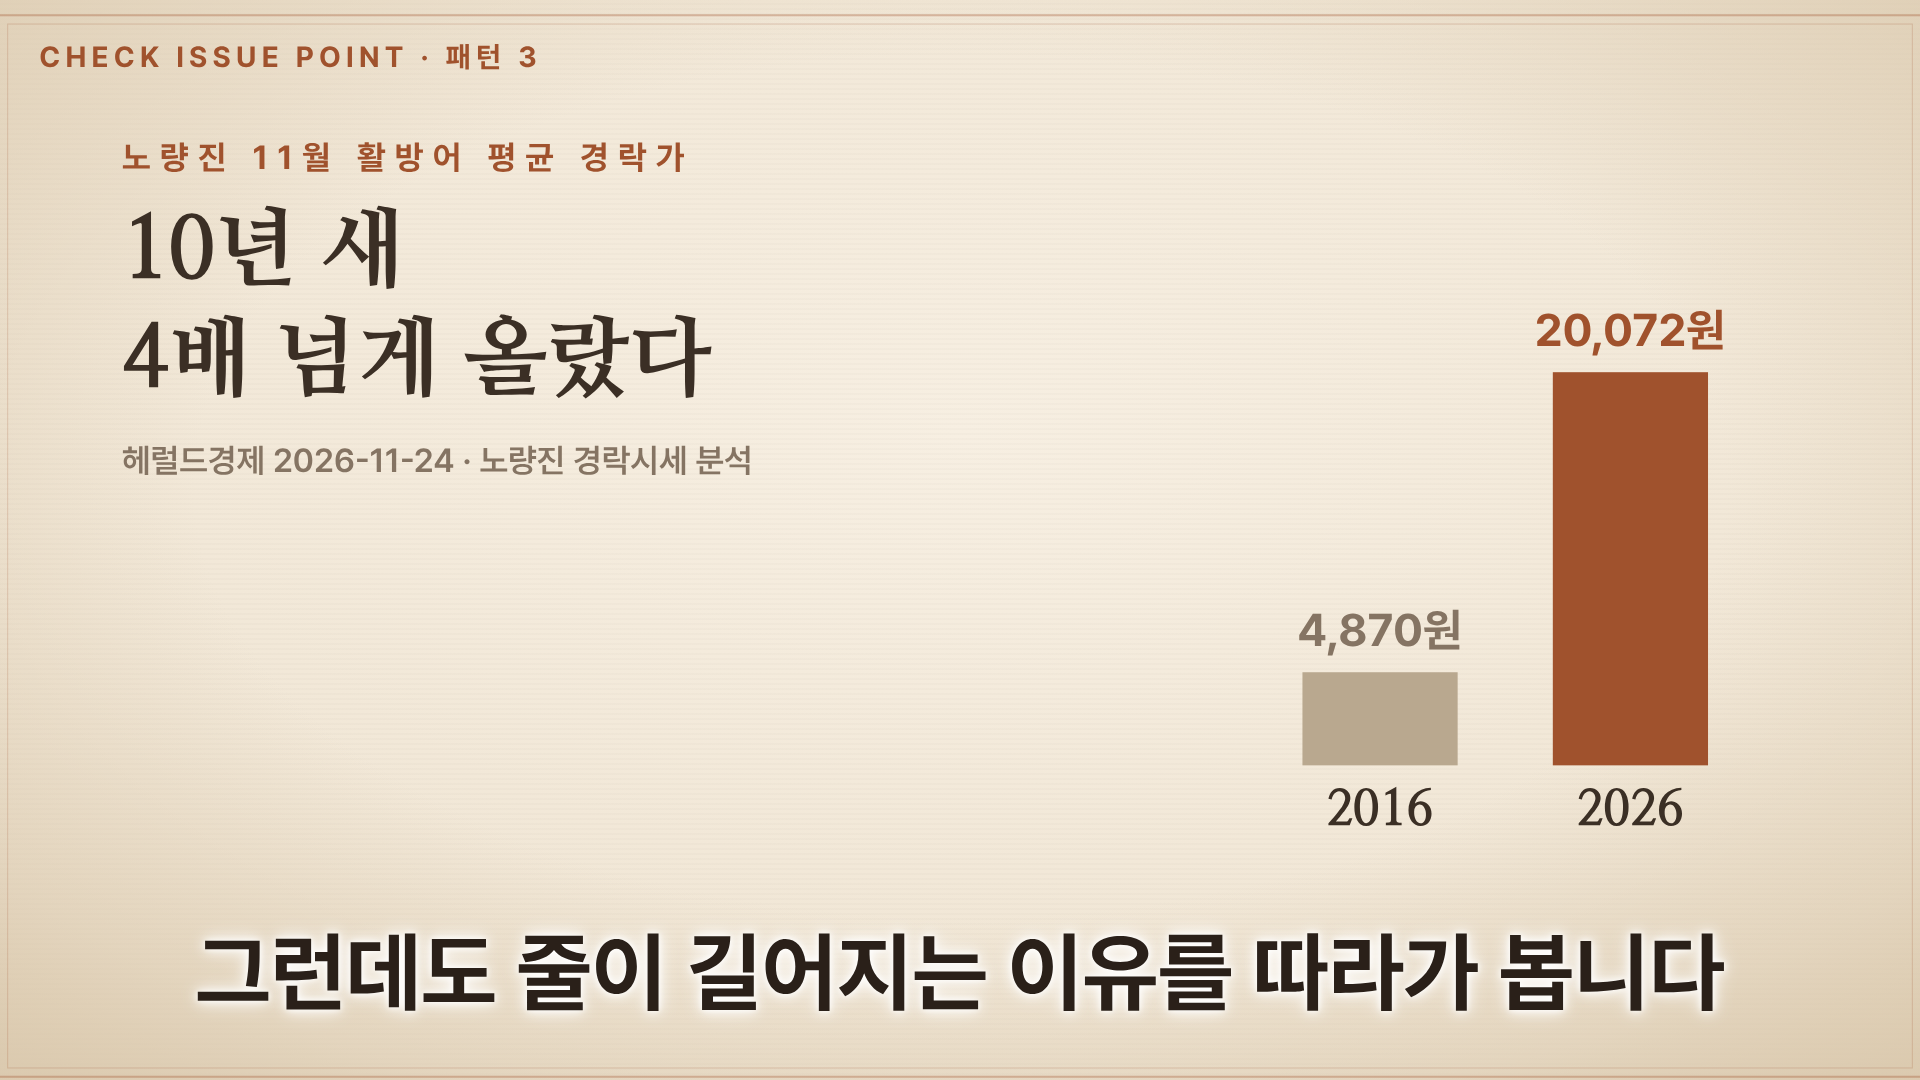 CHECK ISSUE POINT · 패턴 3
노량진 11월 활방어 평균 경락가
10년 새
4배 넘게 올랐다
헤럴드경제 2026-11-24 · 노량진 경락시세 분석
20,072원
4,870원
2016
2026
그런데도 줄이 길어지는 이유를 따라가 봅니다